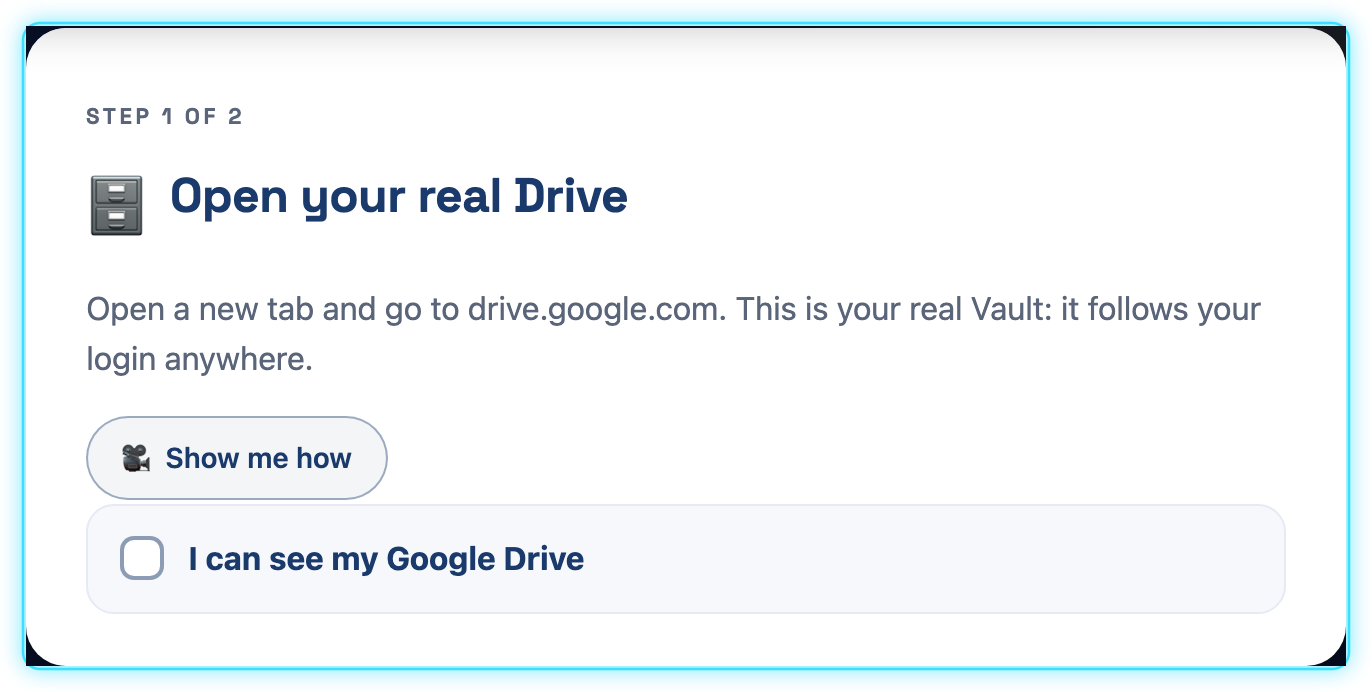 STEP 1 OF 2
Open your real Drive
Open a new tab and go to drive.google.com. This is your real Vault: it follows your
login anywhere.
Show me how
I can see my Google Drive